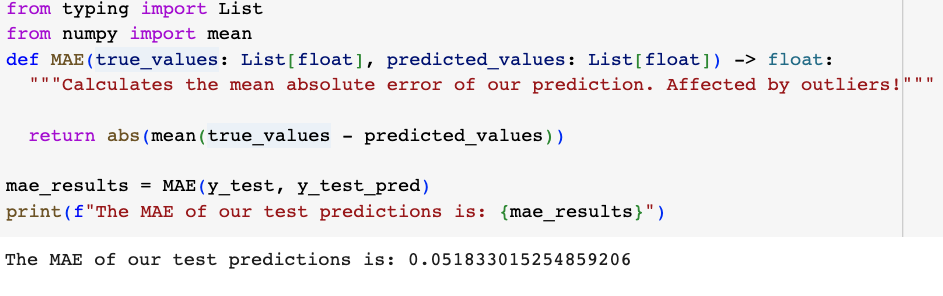 from typing import List
from numpy import mean
def MAE(true_values: List[float], predicted_values: List[float]) -> float:
  """Calculates the mean absolute error of our prediction. Affected by outliers!"""
  return abs(mean(true_values - predicted_values))
mae_results = MAE(y_test, y_test_pred)
print(f"The MAE of our test predictions is: {mae_results}")
The MAE of our test predictions is: 0.051833015254859206